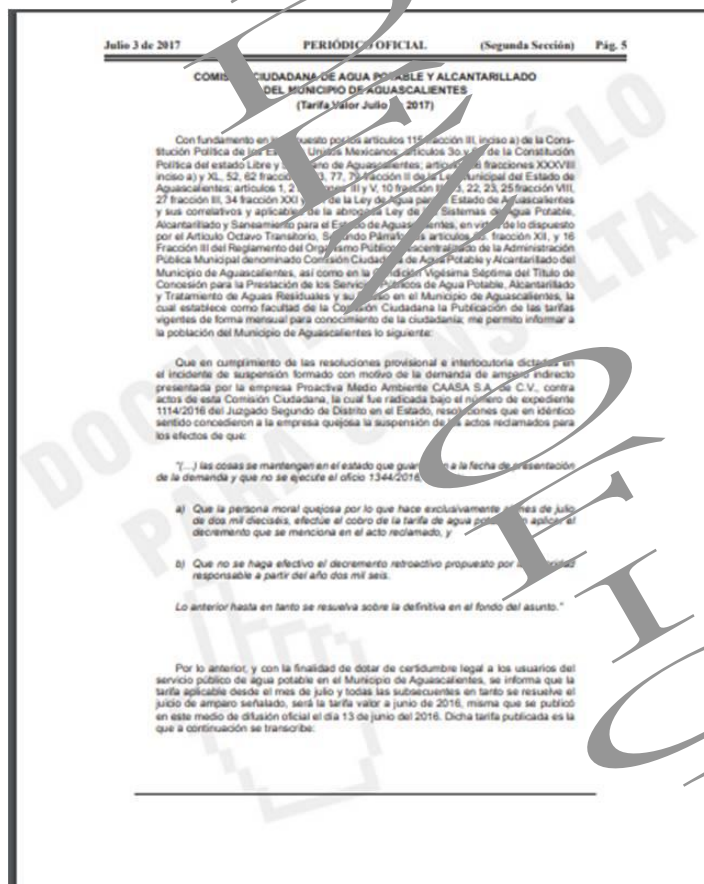 Julio 3 de 2017 PERIÓDICO OFICIAL (Segunda Sección) Pág. 5
CIUDADANA DE AGUA POTABLE Y ALCANTARILLADO
DEL MUNICIPIO DE AGUASCALIENTES
(Tarifa Valor Julio 2017)
Con fundamento en lo por los artículos 115 fracción III, inciso a) de la Cons-
titución Política de los Unidos Mexicanos; artículos 3o y de la Constitución
Política del estado Libre y de Aguascalientes; fracciones XXXVIII
inciso a) y XL, 52, 62 77, 79 fracción II de la Ley Municipal del Estado de
Aguascalientes; artículos 1, 2 III y V, 10 fracción 22, 23, 25 fracción VIII,
27 fracción III, 34 fracción XXI de la Ley de Agua para Estado de Aguascalientes
y sus correlativos y aplicables de la abrogada Ley de Sistemas de Agua Potable,
Alcantarillado y Saneamiento para el Estado de Aguascalientes, en virtud de lo dispuesto
por el Artículo Octavo Transitorio, Segundo Párrafo; artículos fracción XII, y 16
Fracción III del Reglamento del Organismo Público Descentralizado de la Administración
Pública Municipal denominado Comisión Ciudadana de Agua Potable y Alcantarillado del
Municipio de Aguascalientes, así como en la Condición Vigésima Séptima del Título de
Concesión para la Prestación de los Servicios Públicos de Agua Potable, Alcantarillado
y Tratamiento de Aguas Residuales y su en el Municipio de Aguascalientes, la
cual establece como facultad de la Comisión Ciudadana la Publicación de las tarifas
vigentes de forma mensual para conocimiento de la ciudadanía; me permito informar a
la población del Municipio de Aguascalientes lo siguiente:
Que en cumplimiento de las resoluciones provisional e interlocutoria dictadas en
el incidente de suspensión formado con motivo de la demanda de amparo indirecto
presentada por la empresa Proactiva Medio Ambiente CAASA S.A. de C.V., contra
actos de esta Comisión Ciudadana, la cual fue radicada bajo el número de expediente
1114/2016 del Juzgado Segundo de Distrito en el Estado, resoluciones que en idéntico
sentido concedieron a la empresa quejosa la suspensión de los actos reclamados para
los efectos de que:
"(…) las cosas se mantengan en el estado que a la fecha de presentación
de la demanda y que no se ejecute el oficio 1344/2016,
a) Que la persona moral quejosa por lo que hace exclusivamente mes de julio
de dos mil dieciséis, efectúe el cobro de la tarifa de agua aplicar el
decremento que se menciona en el acto reclamado, y
b) Que no se haga efectivo el decremento retroactivo propuesto por
responsable a partir del año dos mil seis.
Lo anterior hasta en tanto se resuelva sobre la definitiva en el fondo del asunto."
Por lo anterior, y con la finalidad de dotar de certidumbre legal a los usuarios del
servicio público de agua potable en el Municipio de Aguascalientes, se informa que la
tarifa aplicable desde el mes de julio y todas las subsecuentes en tanto se resuelve el
juicio de amparo señalado, será la tarifa valor a junio de 2016, misma que se publicó
en este medio de difusión oficial el día 13 de junio del 2016. Dicha tarifa publicada es la
que a continuación se transcribe:
DOCUMENTO SÓLO
PARA CONSULTA